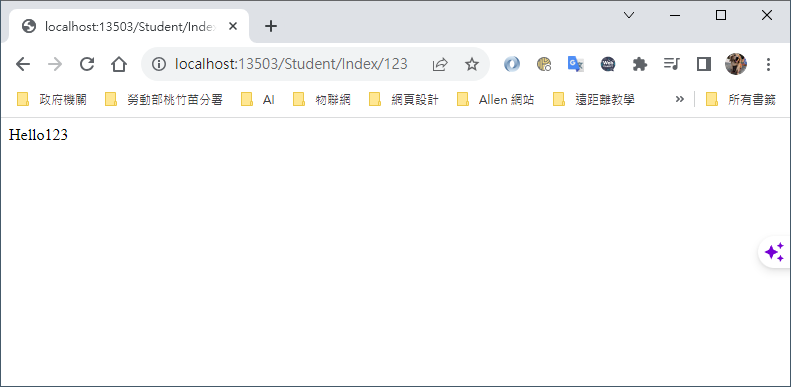 localhost:13503/Student/Index
localhost:13503/Student/Index/123
政府機關 勞動部桃竹苗分署 AI 物聯網 網頁設計 Allen 網站 遠距離教學 » 所有書籤
Hello123